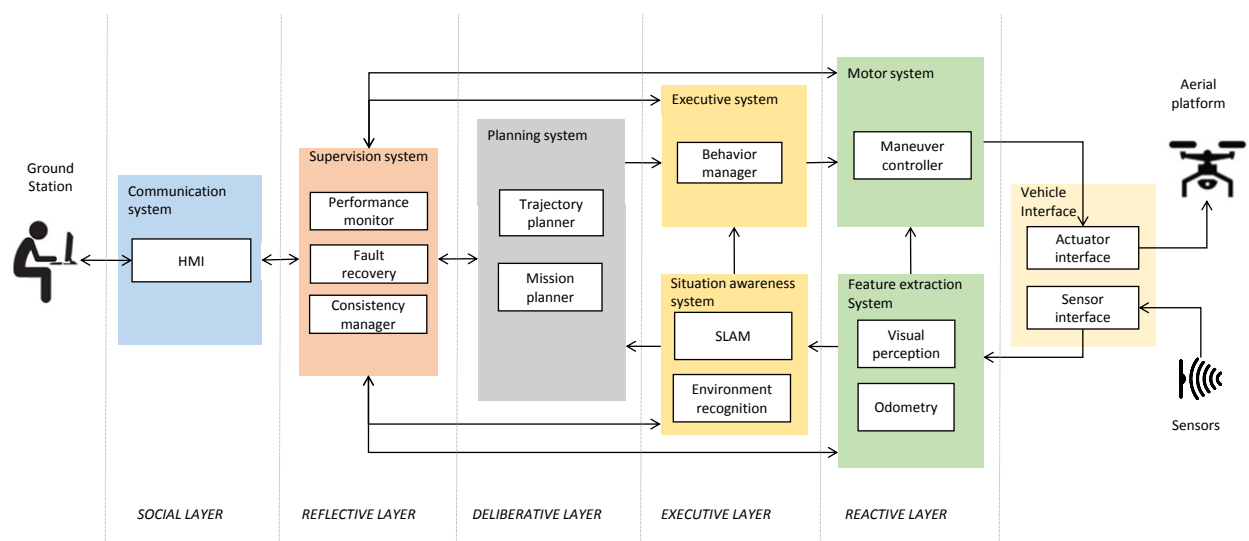 Ground
Station
Communication
system
HMI
Supervision system
Performance
monitor
Fault
recovery
Consistency
manager
Planning system
Trajectory
planner
Mission
planner
Executive system
Behavior
manager
Situation awareness
system
SLAM
Environment
recognition
Motor system
Maneuver
controller
Feature extraction
System
Visual
perception
Odometry
Vehicle
Interface
Actuator
interface
Sensor
interface
Aerial
platform
Sensors
SOCIAL LAYER
REFLECTIVE LAYER
DELIBERATIVE LAYER
EXECUTIVE LAYER
REACTIVE LAYER